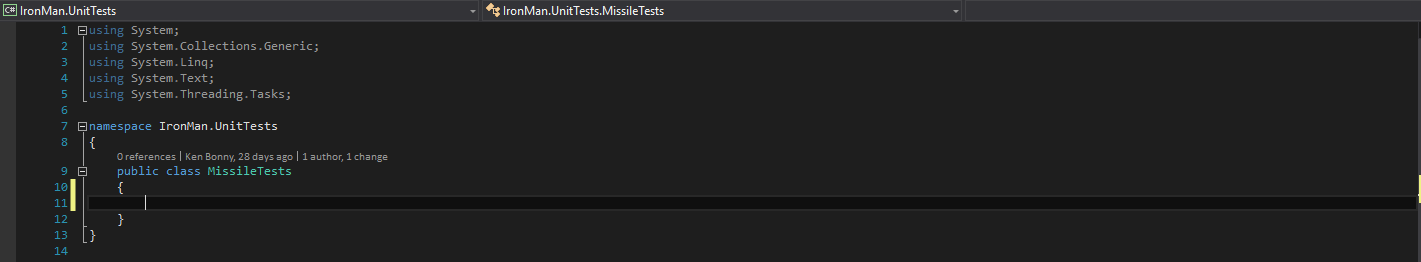 C# IronMan.UnitTests IronMan.UnitTests.MissileTests
1 using System;
2 using System.Collections.Generic;
3 using System.Linq;
4 using System.Text;
5 using System.Threading.Tasks;
6
7 namespace IronMan.UnitTests
8 {
0 references | Ken Bonny, 28 days ago | 1 author, 1 change
9 public class MissileTests
10 {
11
12 }
13 }
14